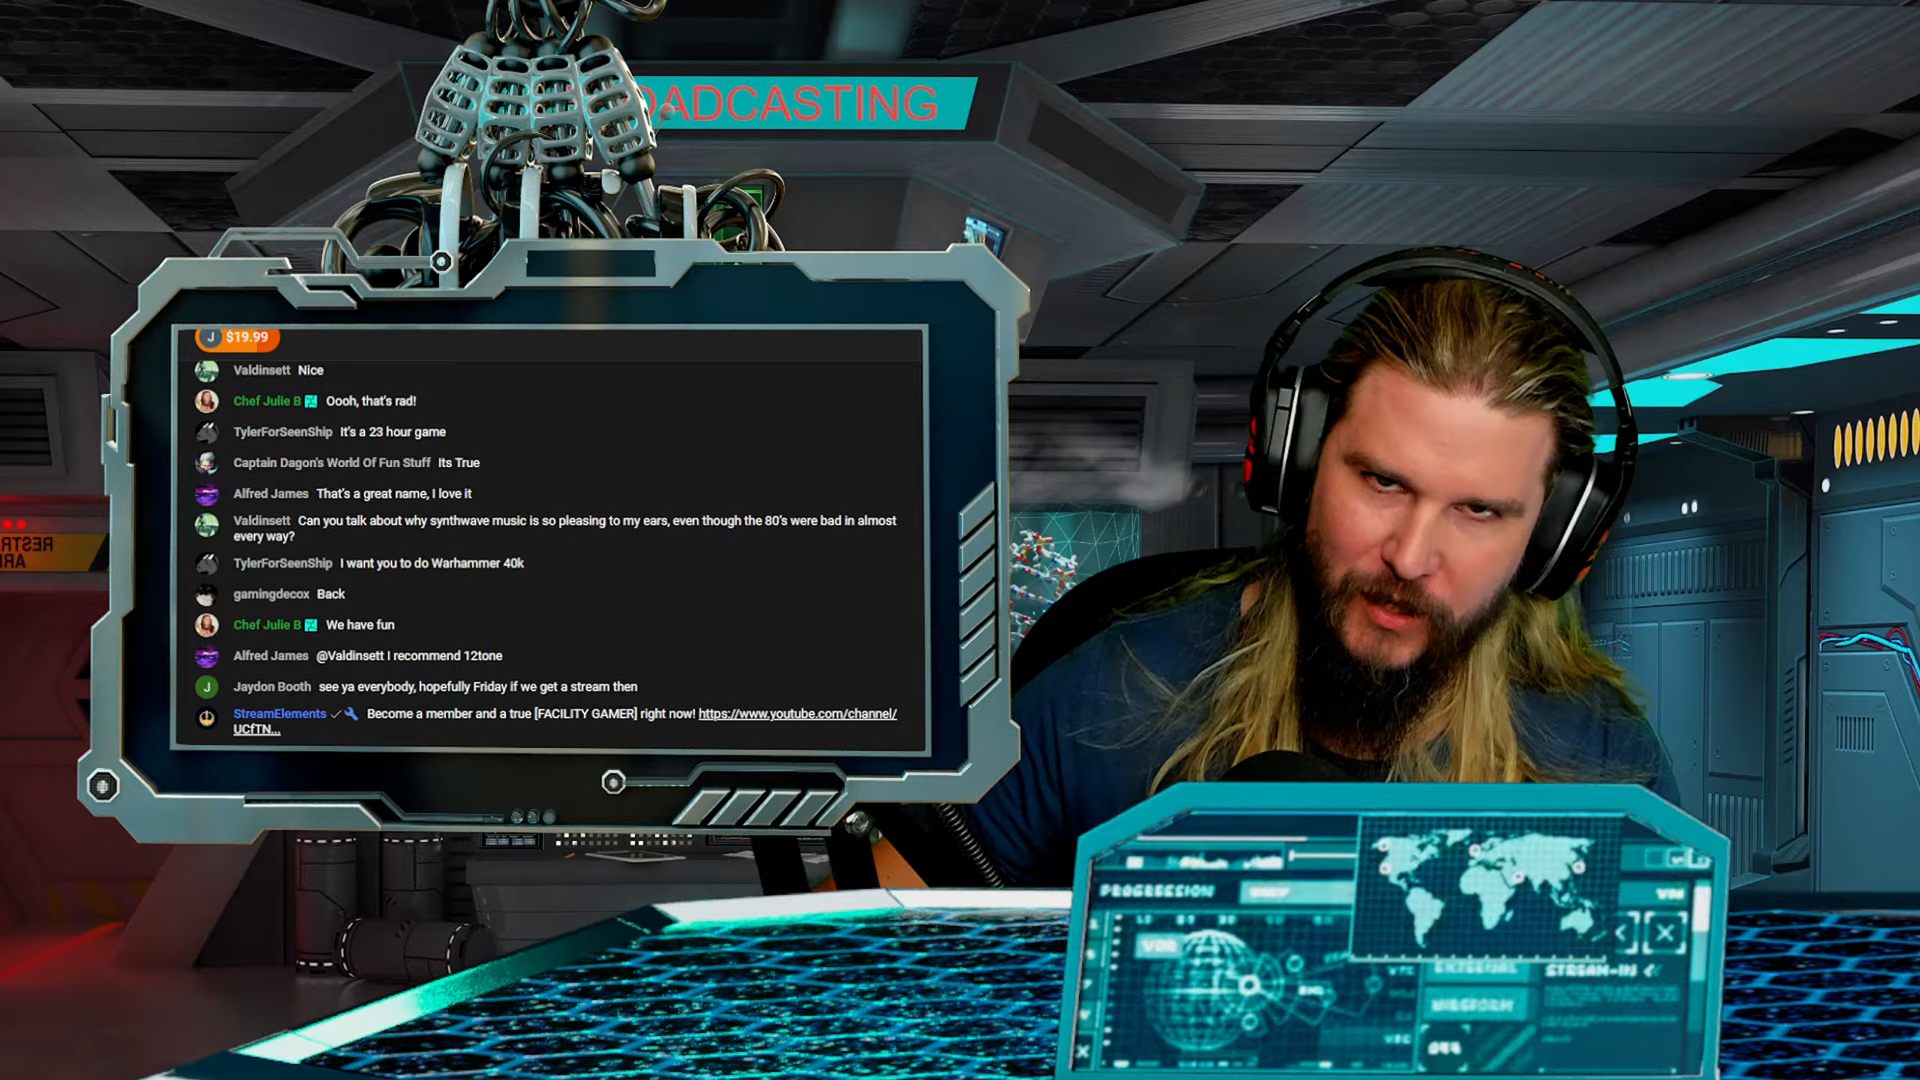 OADCASTING
J $19.99
Valdinsett Nice
Chef Julie B Oooh, that's rad!
TylerForSeenShip It's a 23 hour game
Captain Dagon's World Of Fun Stuff Its True
Alfred James That's a great name, I love it
Valdinsett Can you talk about why synthwave music is so pleasing to my ears, even though the 80's were bad in almost
every way?
TylerForSeenShip I want you to do Warhammer 40k
gamingdecox Back
Chef Julie B We have fun
Alfred James @Valdinsett I recommend 12tone
J Jaydon Booth see ya everybody, hopefully Friday if we get a stream then
StreamElements Become a member and a true [FACILITY GAMER] right now! https://www.youtube.com/channel/
UCfTN...
RESTR
ARE
PROGRESSION
STREAM-IN